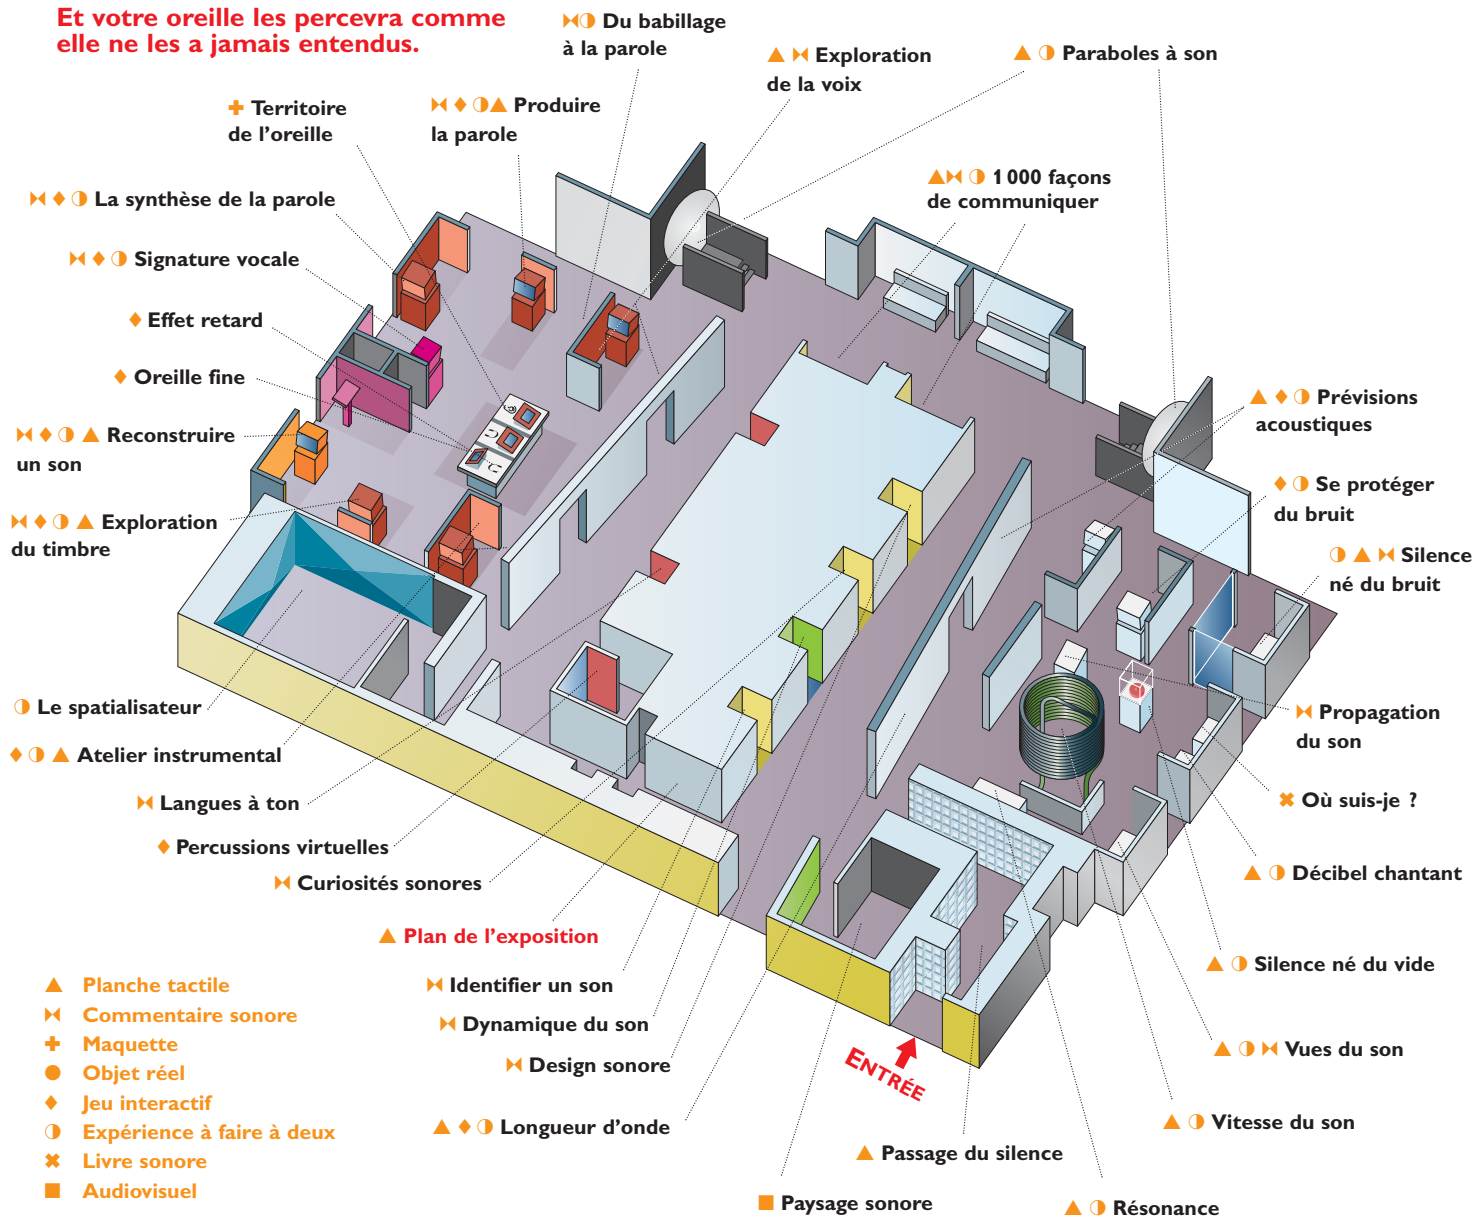 Et votre oreille les percevra comme
elle ne les a jamais entendus.
Du babillage
à la parole
Exploration
de la voix
Paraboles à son
Territoire
de l’oreille
Produire
la parole
1 000 façons
de communiquer
La synthèse de la parole
Signature vocale
Effet retard
Oreille fine
Reconstruire
un son
Exploration
du timbre
Prévisions
acoustiques
Se protéger
du bruit
Silence
né du bruit
Le spatialisateur
Atelier instrumental
Langues à ton
Percussions virtuelles
Curiosités sonores
Plan de l’exposition
Identifier un son
Dynamique du son
Design sonore
Longueur d’onde
Propagation
du son
Où suis-je ?
Décibel chantant
Silence né du vide
Vues du son
Vitesse du son
Passage du silence
Paysage sonore
Résonance
ENTRÉE
Planche tactile
Commentaire sonore
Maquette
Objet réel
Jeu interactif
Expérience à faire à deux
Livre sonore
Audiovisuel